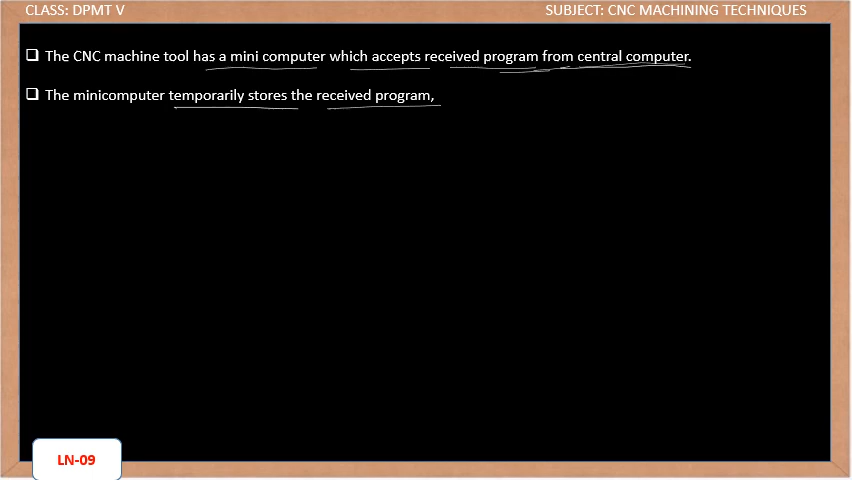 CLASS: DPMT V SUBJECT: CNC MACHINING TECHNIQUES
❑ The CNC machine tool has a mini computer which accepts received program from central computer.
❑ The minicomputer temporarily stores the received program,
LN-09